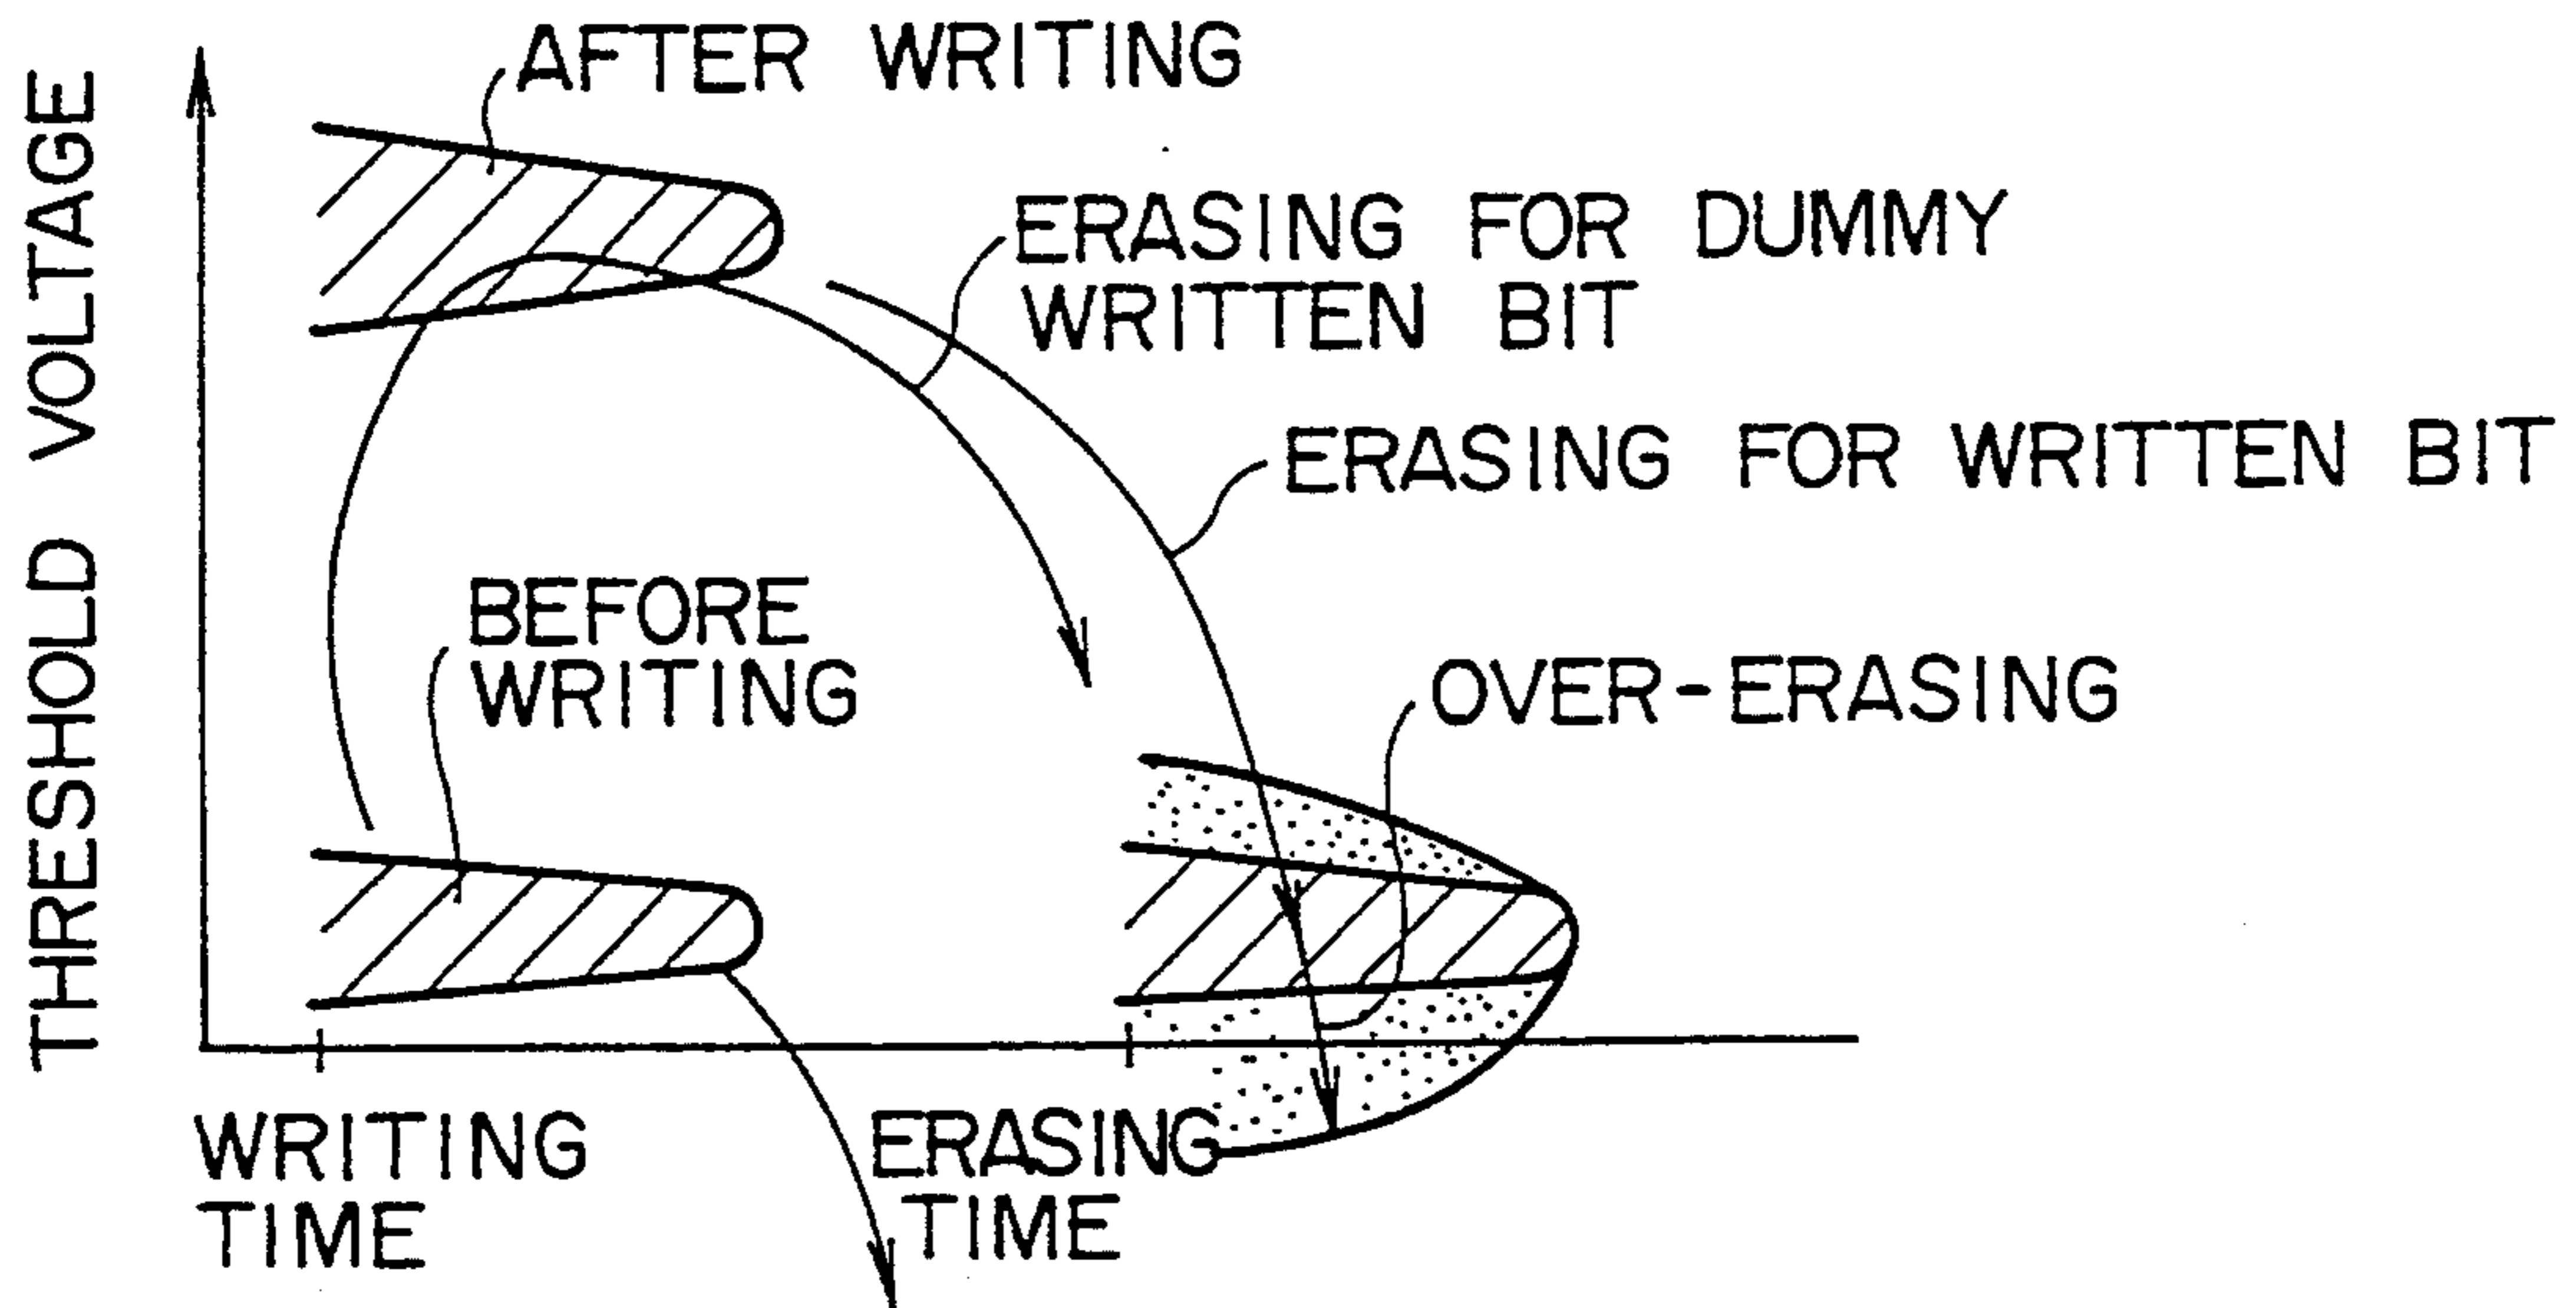 THRESHOLD VOLTAGE
AFTER WRITING
ERASING FOR DUMMY
WRITTEN BIT
ERASING FOR WRITTEN BIT
BEFORE
WRITING
OVER-ERASING
WRITING
TIME
ERASING
TIME